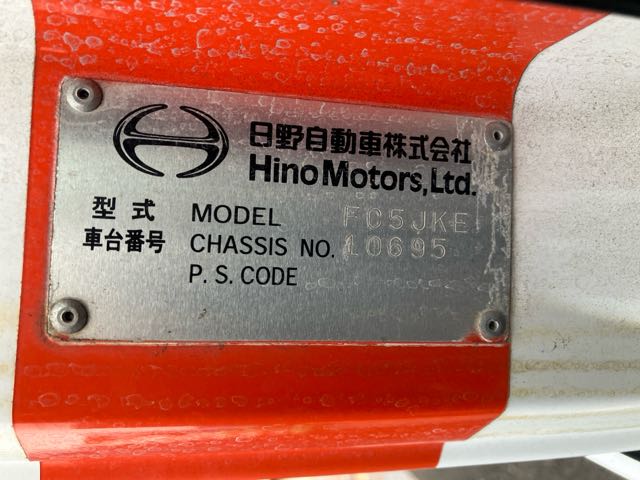 日野自動車株式会社
Hino Motors, Ltd.
型式 MODEL FC5JKE
車台番号 CHASSIS NO. 10695
P. S. CODE